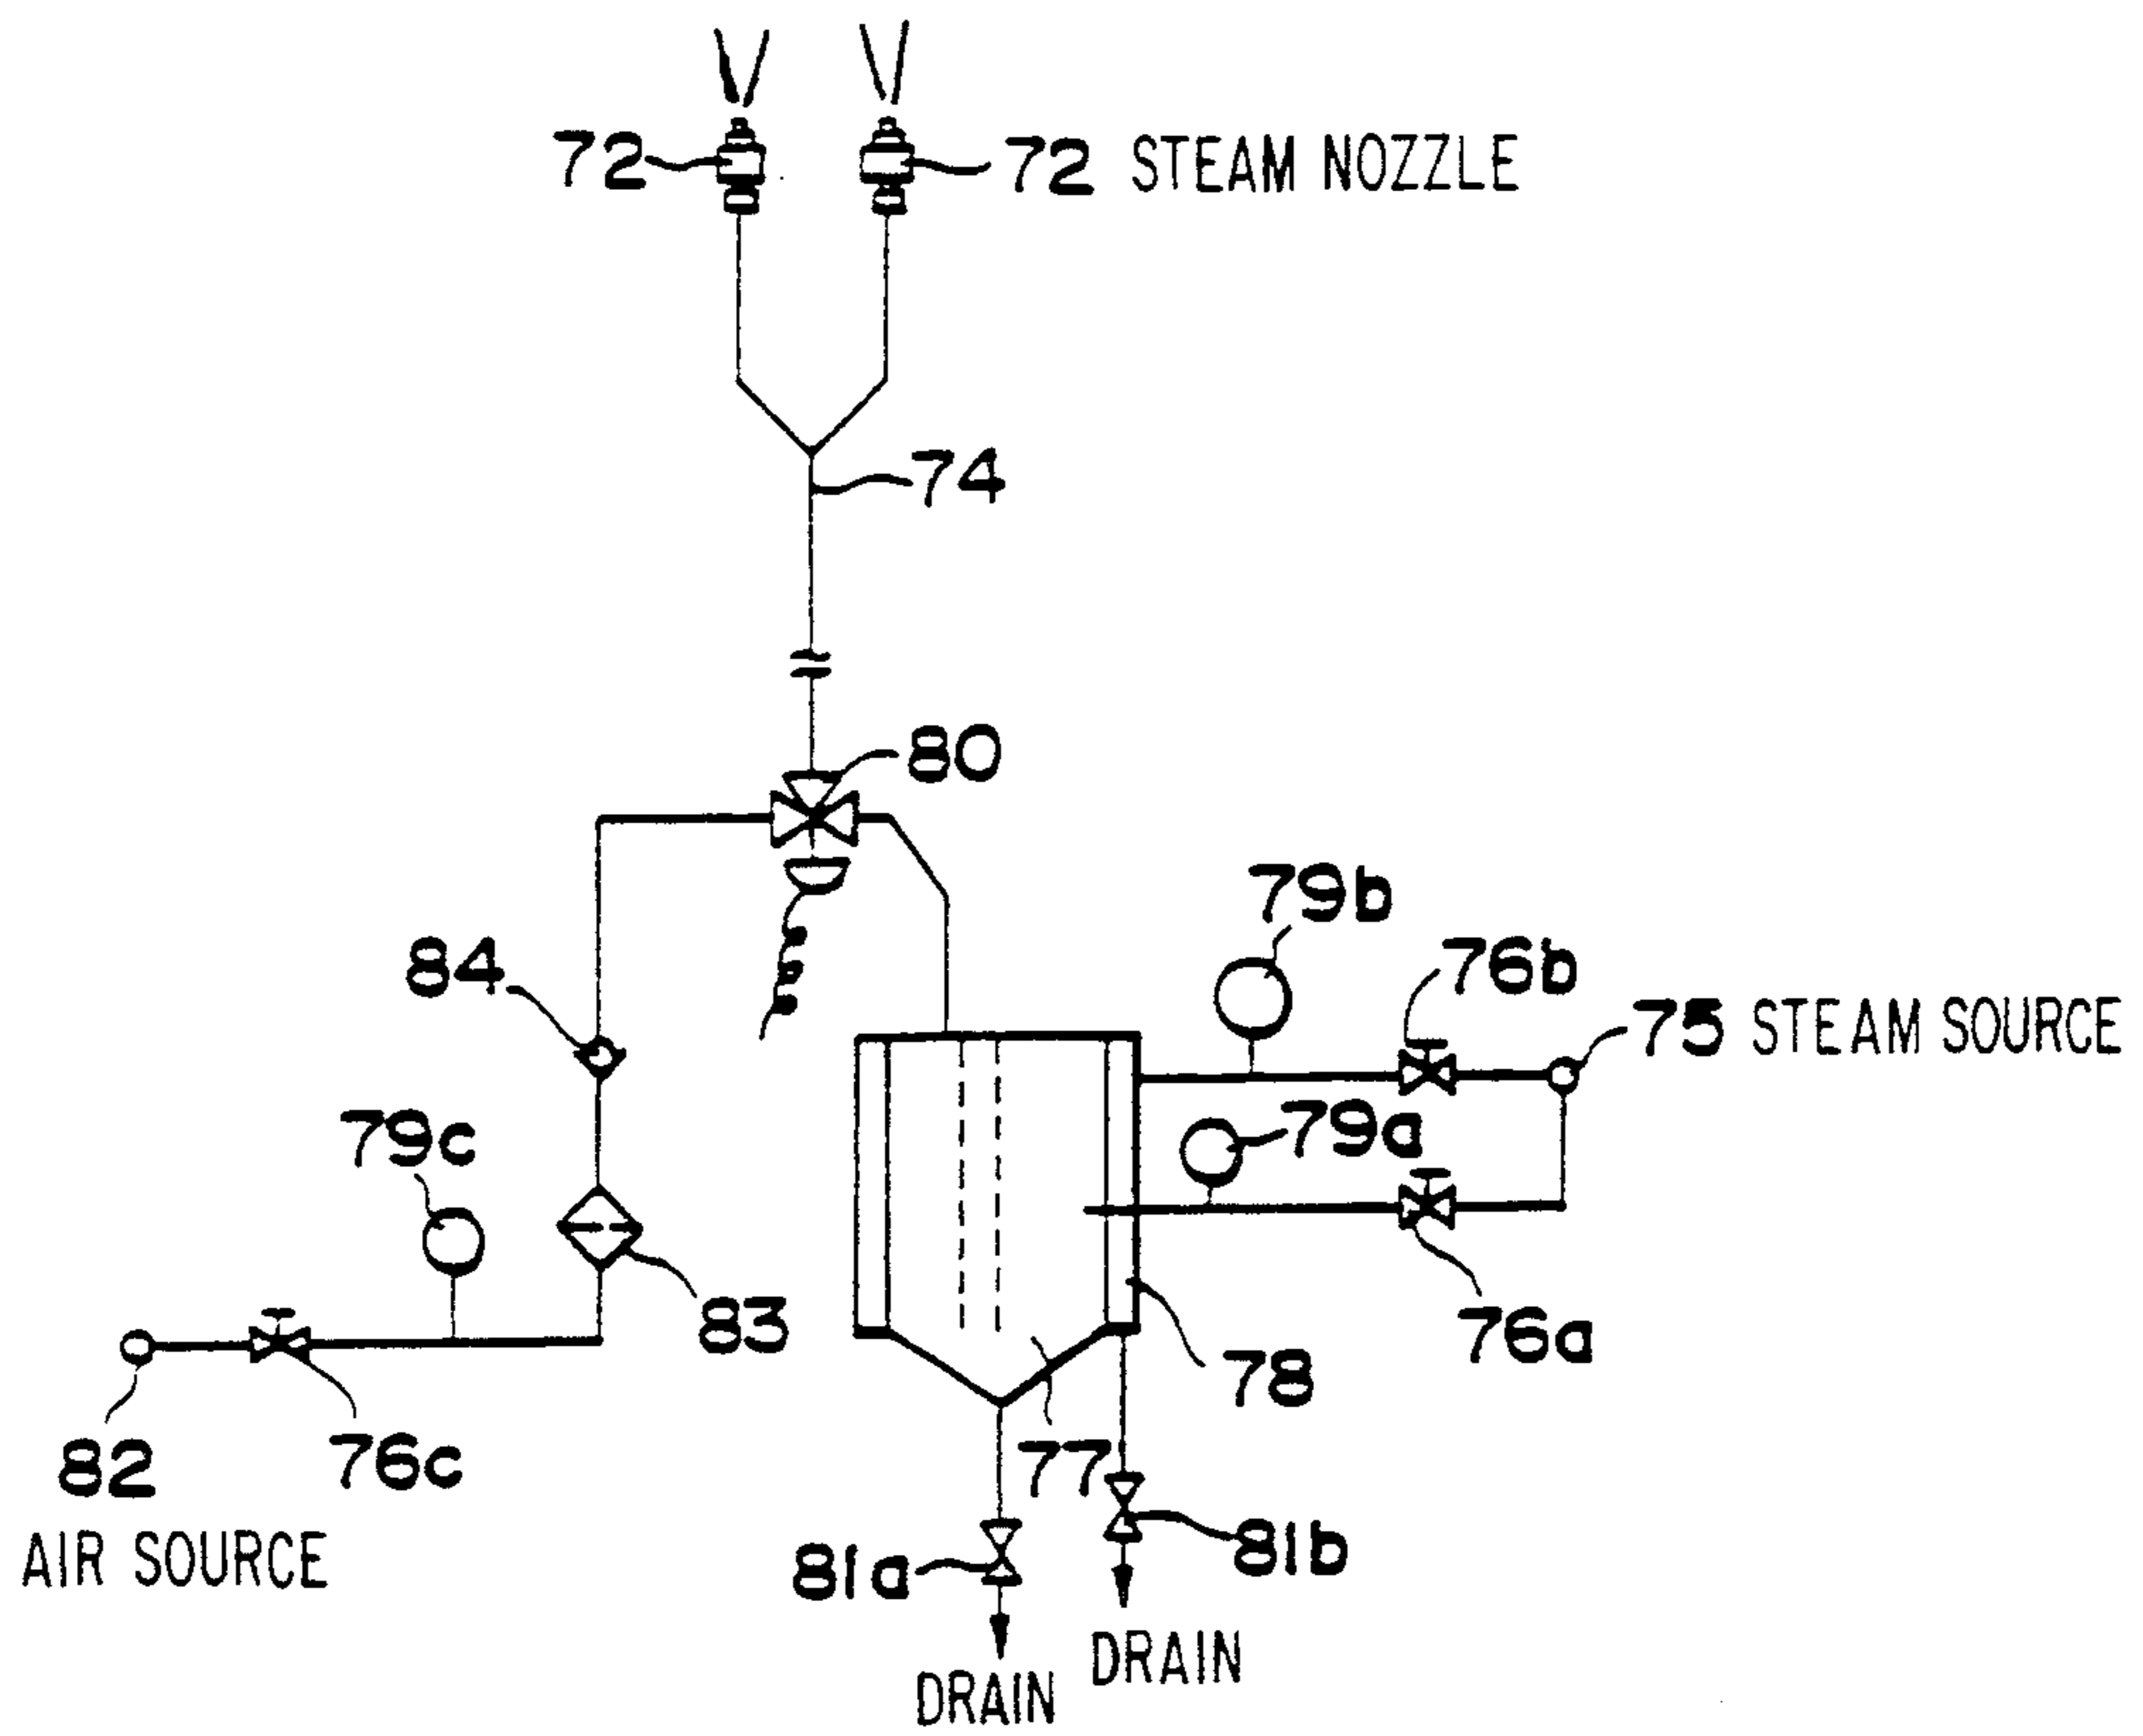 72
72 STEAM NOZZLE
74
80
79b
84
76b
75 STEAM SOURCE
79c
79a
83
76a
78
82
76c
77
AIR SOURCE
81a
81b
DRAIN
DRAIN